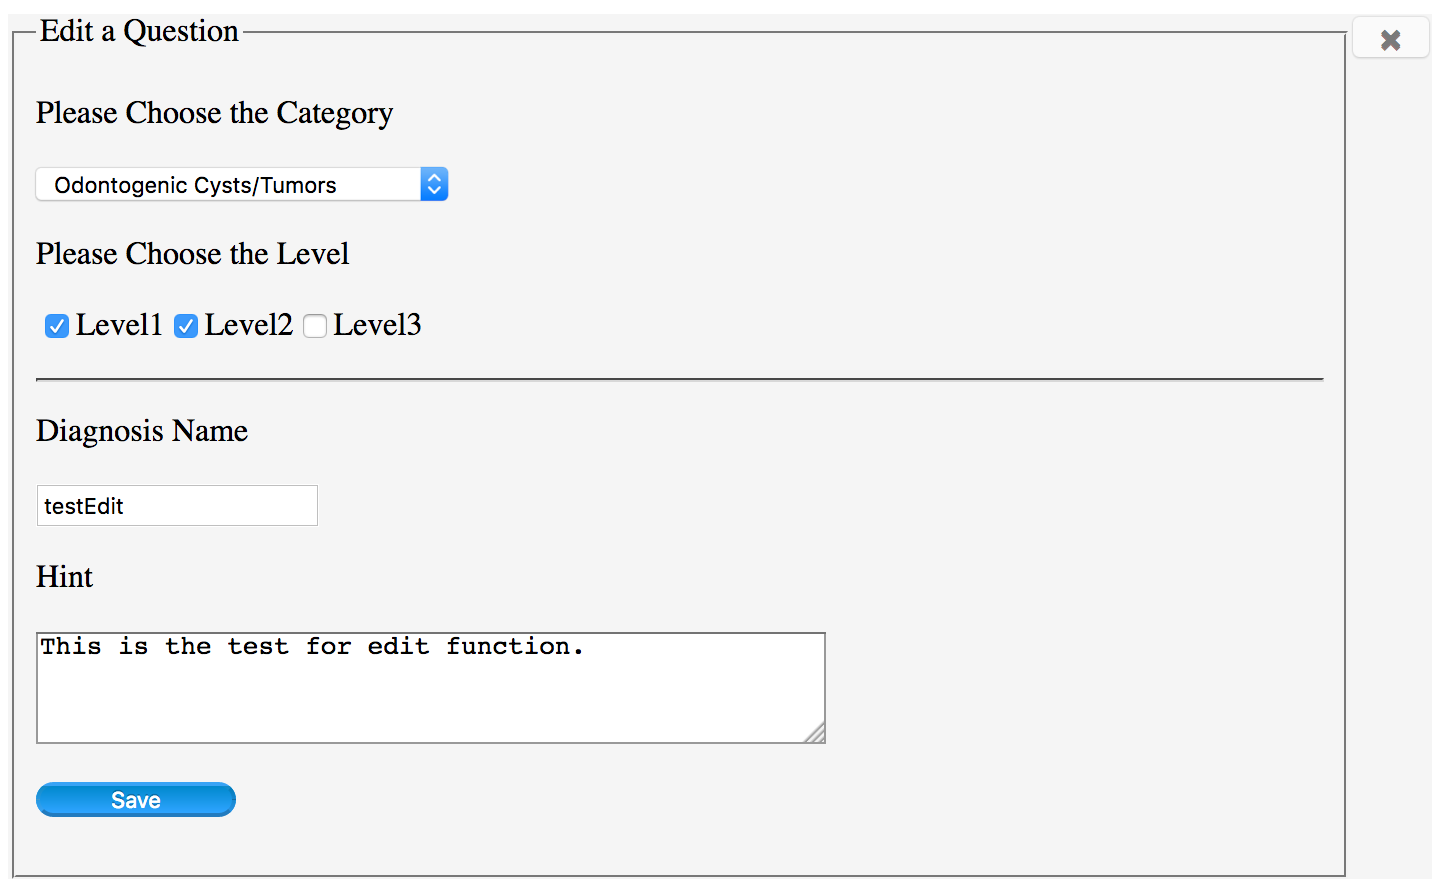 Edit a Question
Please Choose the Category
Odontogenic Cysts/Tumors
Please Choose the Level
Level1 Level2 Level3
Diagnosis Name
testEdit
Hint
This is the test for edit function.
Save